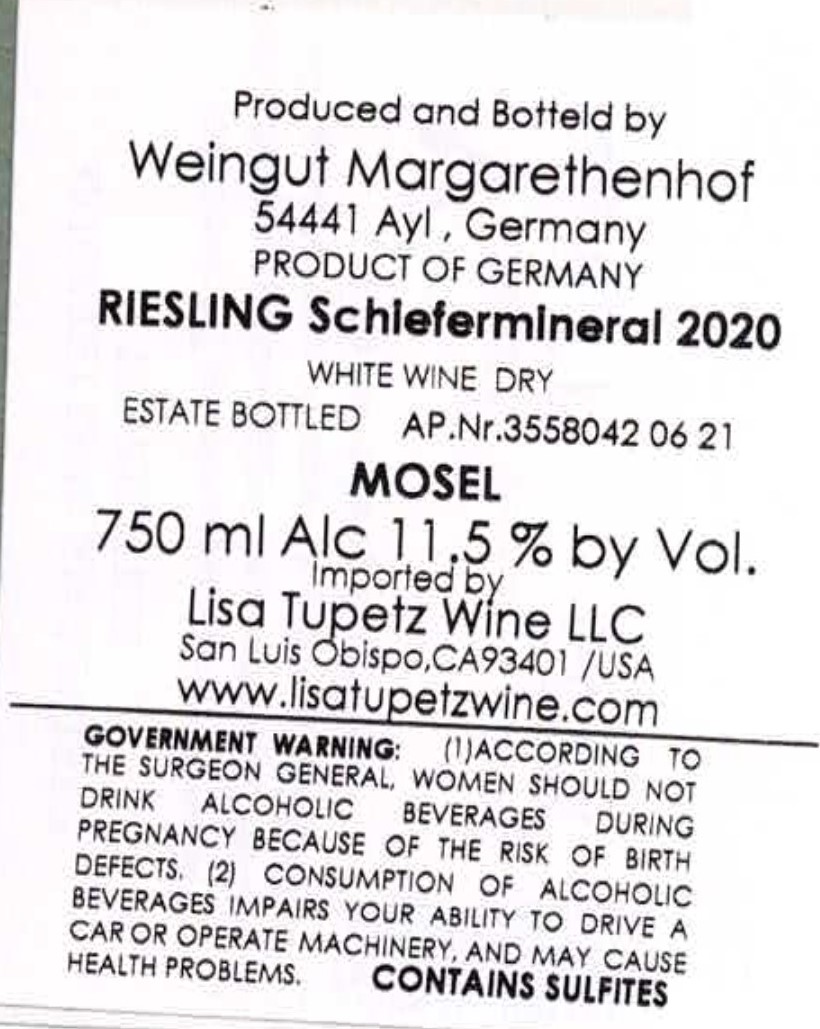 Produced and Botteld by
Weingut Margarethenhof
54441 Ayl , Germany
PRODUCT OF GERMANY
RIESLING Schiefermineral 2020
WHITE WINE DRY
ESTATE BOTTLED AP.Nr.3558042 06 21
MOSEL
750 ml Alc 11.5 % by Vol.
Imported by
Lisa Tupetz Wine LLC
San Luis Obispo,CA93401 /USA
www.lisatupetzwine.com
GOVERNMENT WARNING: (1)ACCORDING TO
THE SURGEON GENERAL, WOMEN SHOULD NOT
DRINK ALCOHOLIC BEVERAGES DURING
PREGNANCY BECAUSE OF THE RISK OF BIRTH
DEFECTS. (2) CONSUMPTION OF ALCOHOLIC
BEVERAGES IMPAIRS YOUR ABILITY TO DRIVE A
CAR OR OPERATE MACHINERY, AND MAY CAUSE
HEALTH PROBLEMS. CONTAINS SULFITES